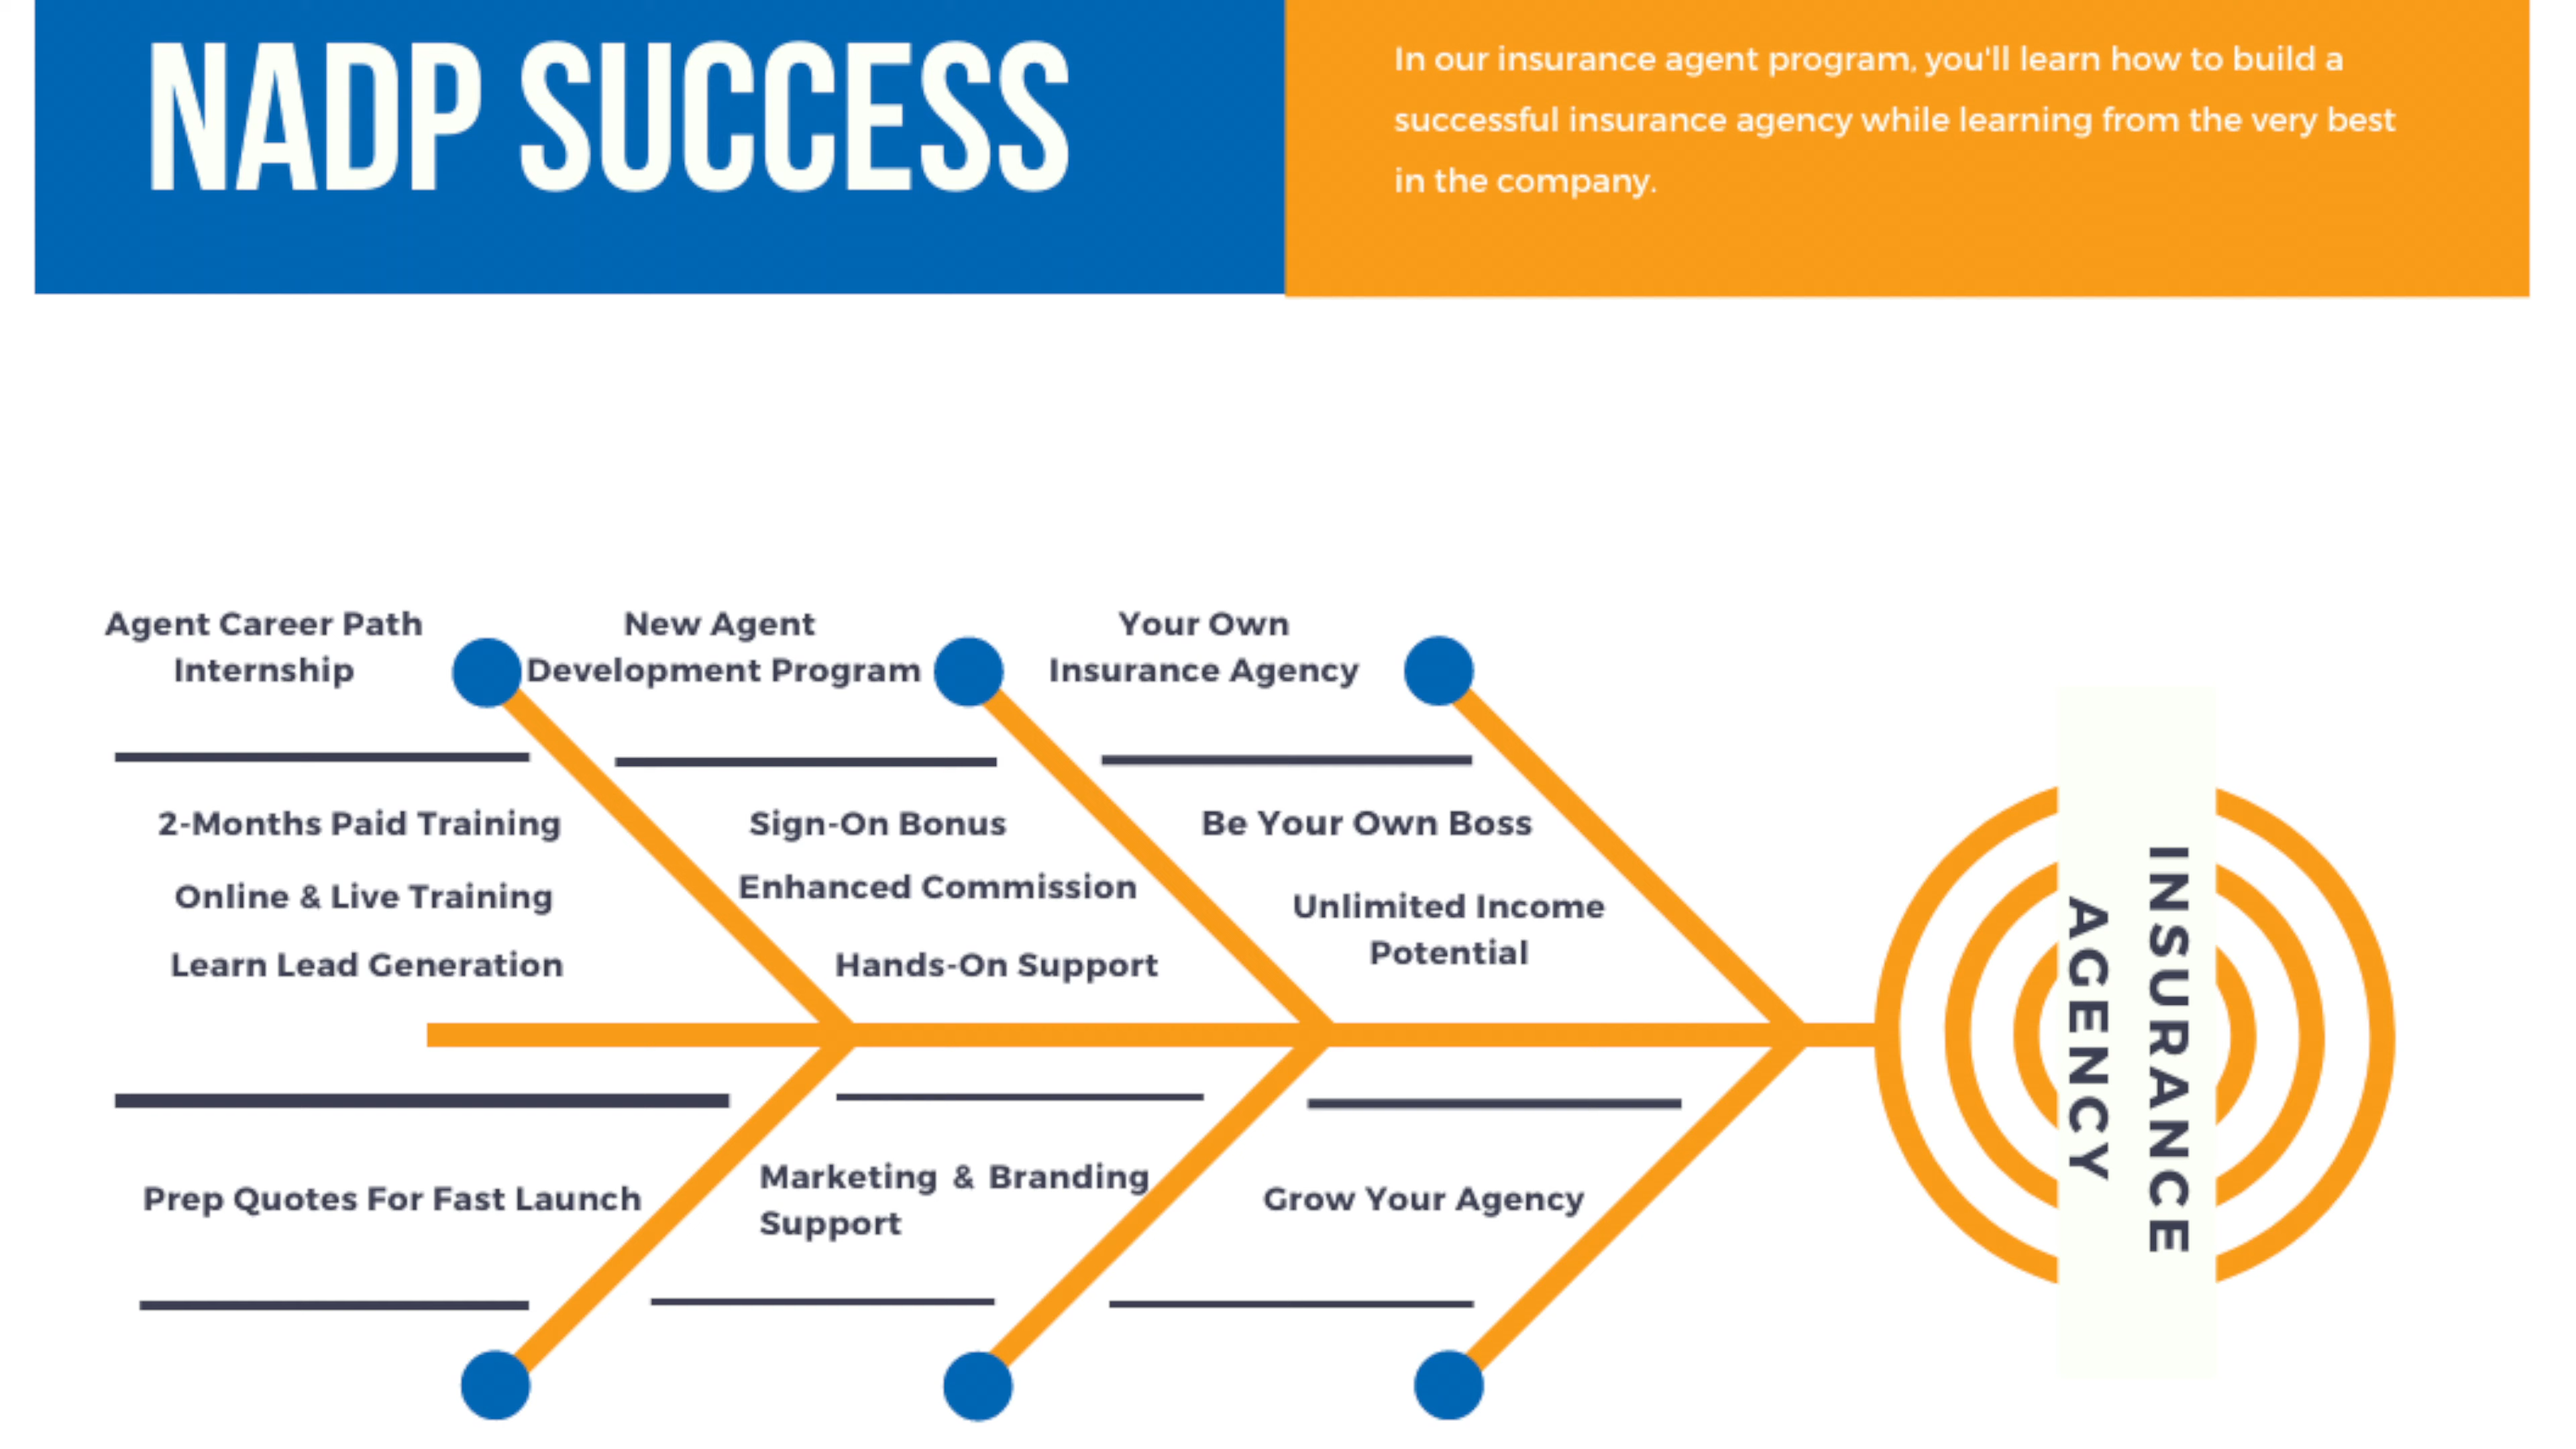 NADP SUCCESS
In our insurance agent program, you'll learn how to build a
successful insurance agency while learning from the very best
in the company.
Agent Career Path
Internship
New Agent
Development Program
Your Own
Insurance Agency
2-Months Paid Training
Online & Live Training
Learn Lead Generation
Sign-On Bonus
Enhanced Commission
Hands-On Support
Be Your Own Boss
Unlimited Income
Potential
Prep Quotes For Fast Launch
Marketing & Branding
Support
Grow Your Agency
INSURANCE
AGENCY